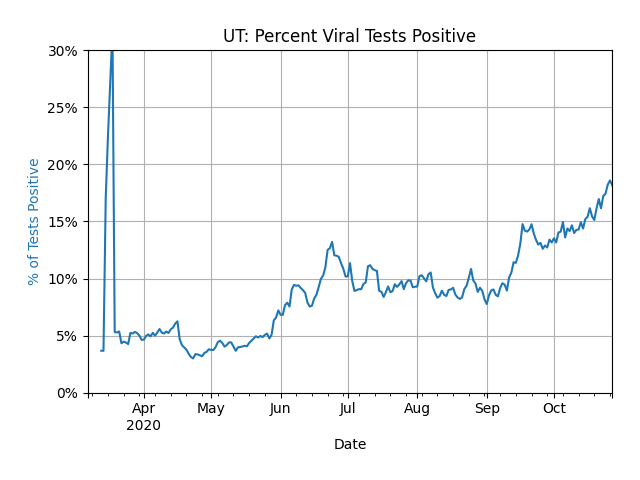 UT: Percent Viral Tests Positive
30%
25%
20%
15%
10%
5%
0%
% of Tests Positive
Apr May Jun Jul Aug Sep Oct
2020
Date